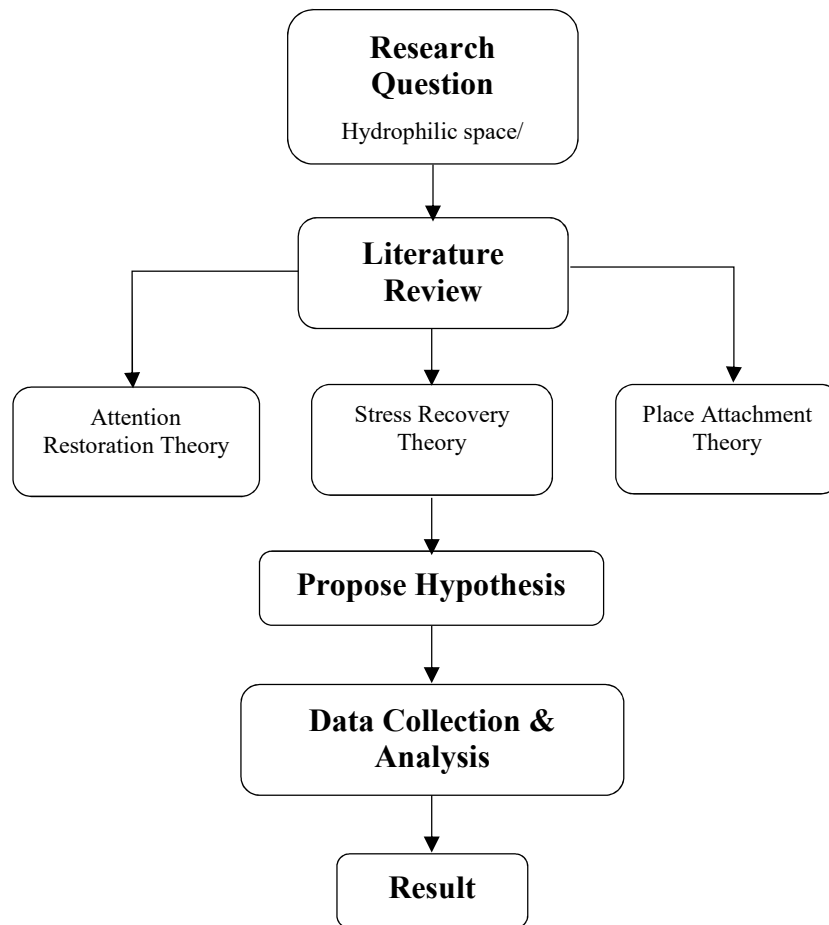 Research
Question
Hydrophilic space/
Literature
Review
Attention
Restoration Theory
Stress Recovery
Theory
Place Attachment
Theory
Propose Hypothesis
Data Collection &
Analysis
Result